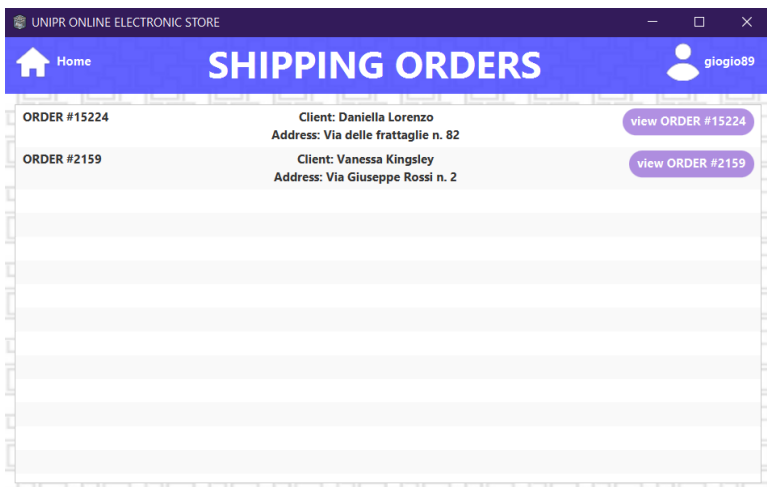 UNIPR ONLINE ELECTRONIC STORE
Home
SHIPPING ORDERS
giogio89
ORDER #15224
Client: Daniella Lorenzo
Address: Via delle frattaglie n. 82
view ORDER #15224
ORDER #2159
Client: Vanessa Kingsley
Address: Via Giuseppe Rossi n. 2
view ORDER #2159